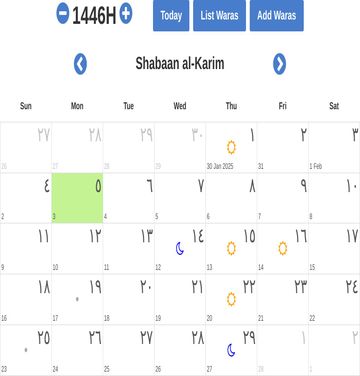 1446H
Today List Waras Add Waras
Shabaan al-Karim
Sun Mon Tue Wed Thu Fri Sat
٢٧ ٢٨ ٢٩ ٣٠ ١ ٢ ٣
26 27 28 29 30 Jan 2025 31 1 Feb
٤ ٥ ٦ ٧ ٨ ٩ ١٠
2 3 4 5 6 7 8
١١ ١٢ ١٣ ١٤ ١٥ ١٦ ١٧
9 10 11 12 13 14 15
١٨ ١٩ ٢٠ ٢١ ٢٢ ٢٣ ٢٤
16 17 18 19 20 21 22
٢٥ ٢٦ ٢٧ ٢٨ ٢٩ ١ ٢
23 24 25 26 27 28 1